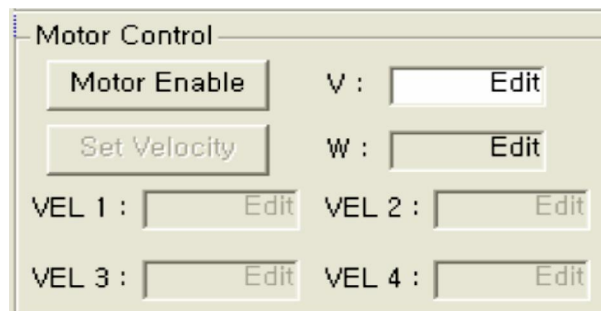 Motor Control
Motor Enable V : Edit
Set Velocity W : Edit
VEL 1 : Edit VEL 2 : Edit
VEL 3 : Edit VEL 4 : Edit